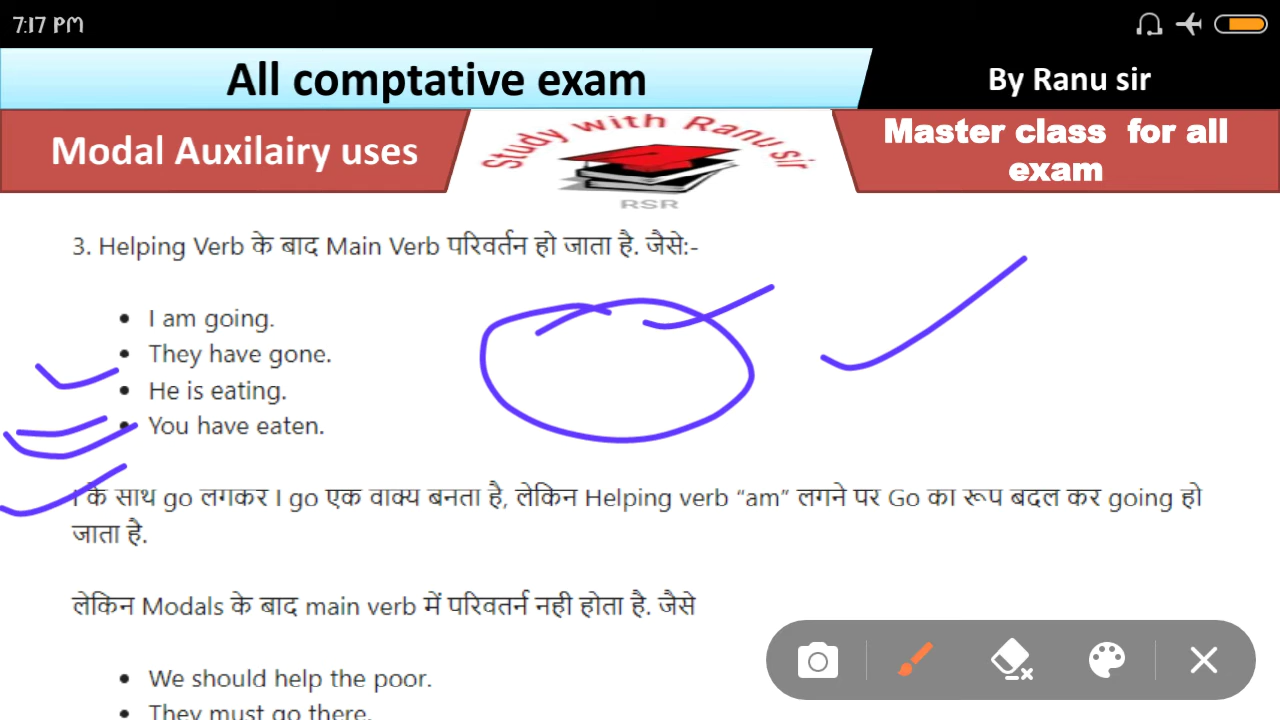 7:17 PM
All comptative exam
By Ranu sir
Modal Auxilairy uses
Study with Ranu sir
RSR
Master class for all
exam
3. Helping Verb के बाद Main Verb परिवर्तन हो जाता है. जैसे:-
• I am going.
• They have gone.
• He is eating.
• You have eaten.
I के साथ go लगकर I go एक वाक्य बनता है, लेकिन Helping verb “am” लगने पर Go का रूप बदल कर going हो
जाता है.
लेकिन Modals के बाद main verb में परिवतर्न नही होता है. जैसे
• We should help the poor.
• They must go there.